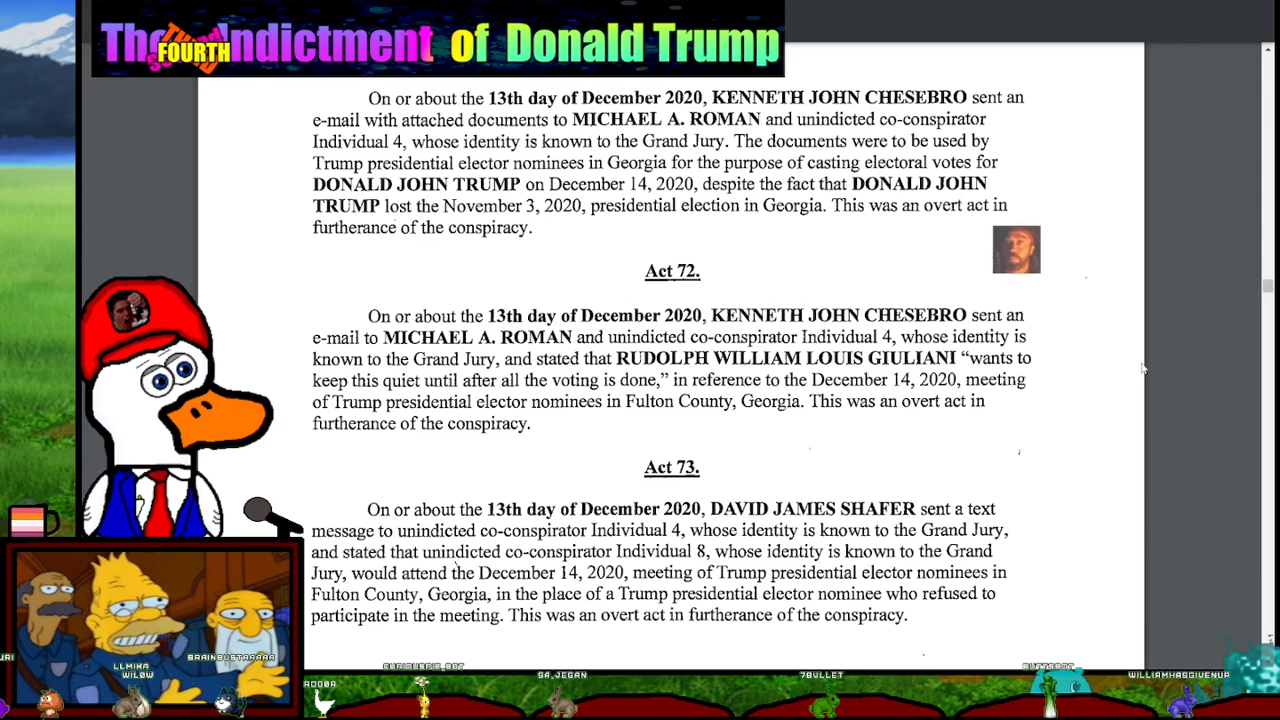 The Indictment of Donald Trump
FOURTH
On or about the 13th day of December 2020, KENNETH JOHN CHESEBRO sent an
e-mail with attached documents to MICHAEL A. ROMAN and unindicted co-conspirator
Individual 4, whose identity is known to the Grand Jury. The documents were to be used by
Trump presidential elector nominees in Georgia for the purpose of casting electoral votes for
DONALD JOHN TRUMP on December 14, 2020, despite the fact that DONALD JOHN
TRUMP lost the November 3, 2020, presidential election in Georgia. This was an overt act in
furtherance of the conspiracy.
Act 72.
On or about the 13th day of December 2020, KENNETH JOHN CHESEBRO sent an
e-mail to MICHAEL A. ROMAN and unindicted co-conspirator Individual 4, whose identity is
known to the Grand Jury, and stated that RUDOLPH WILLIAM LOUIS GIULIANI “wants to
keep this quiet until after all the voting is done,” in reference to the December 14, 2020, meeting
of Trump presidential elector nominees in Fulton County, Georgia. This was an overt act in
furtherance of the conspiracy.
Act 73.
On or about the 13th day of December 2020, DAVID JAMES SHAFER sent a text
message to unindicted co-conspirator Individual 4, whose identity is known to the Grand Jury,
and stated that unindicted co-conspirator Individual 8, whose identity is known to the Grand
Jury, would attend the December 14, 2020, meeting of Trump presidential elector nominees in
Fulton County, Georgia, in the place of a Trump presidential elector nominee who refused to
participate in the meeting. This was an overt act in furtherance of the conspiracy.
LLMIKA
WILOW
BRAINBUSTAAAAA
CURIOUSPIE_BOT
SA_JEGAN
7BULLET
BUTTSBOT
WILLIAMHASGIVENUP